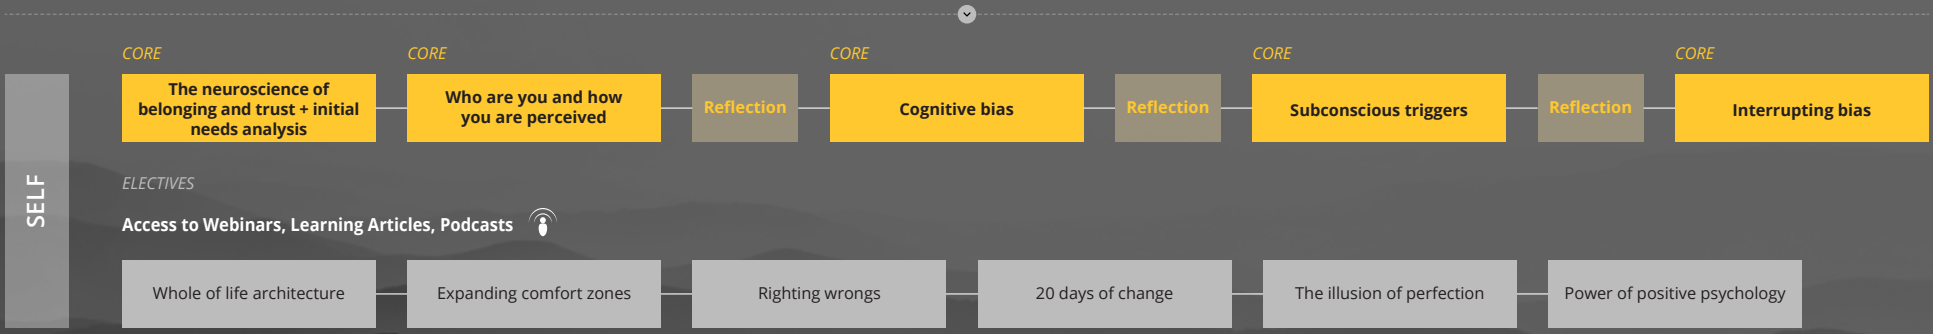 CORE
CORE
CORE
CORE
CORE
The neuroscience of
belonging and trust + initial
needs analysis
Who are you and how
you are perceived
Reflection
Cognitive bias
Reflection
Subconscious triggers
Reflection
Interrupting bias
SELF
ELECTIVES
Access to Webinars, Learning Articles, Podcasts
Whole of life architecture
Expanding comfort zones
Righting wrongs
20 days of change
The illusion of perfection
Power of positive psychology